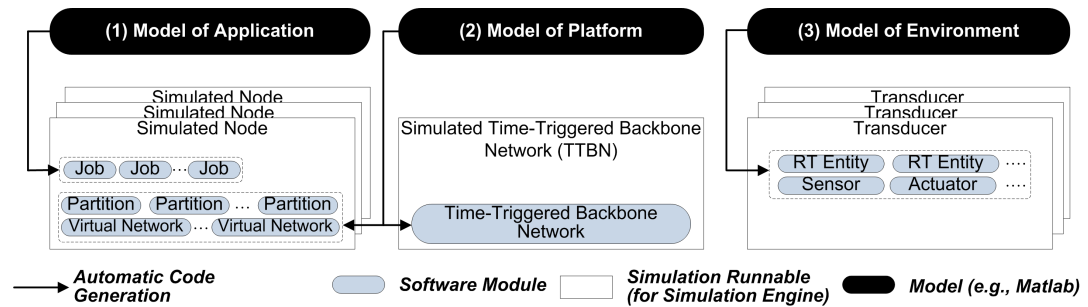 (1) Model of Application
(2) Model of Platform
(3) Model of Environment
Simulated Node
Simulated Node
Simulated Node
Job Job ... Job
Partition Partition ... Partition
Virtual Network ... Virtual Network
Simulated Time-Triggered Backbone
Network (TTBN)
Time-Triggered Backbone
Network
Transducer
Transducer
Transducer
RT Entity RT Entity ....
Sensor Actuator ....
Automatic Code
Generation
Software Module
Simulation Runnable
(for Simulation Engine)
Model (e.g., Matlab)